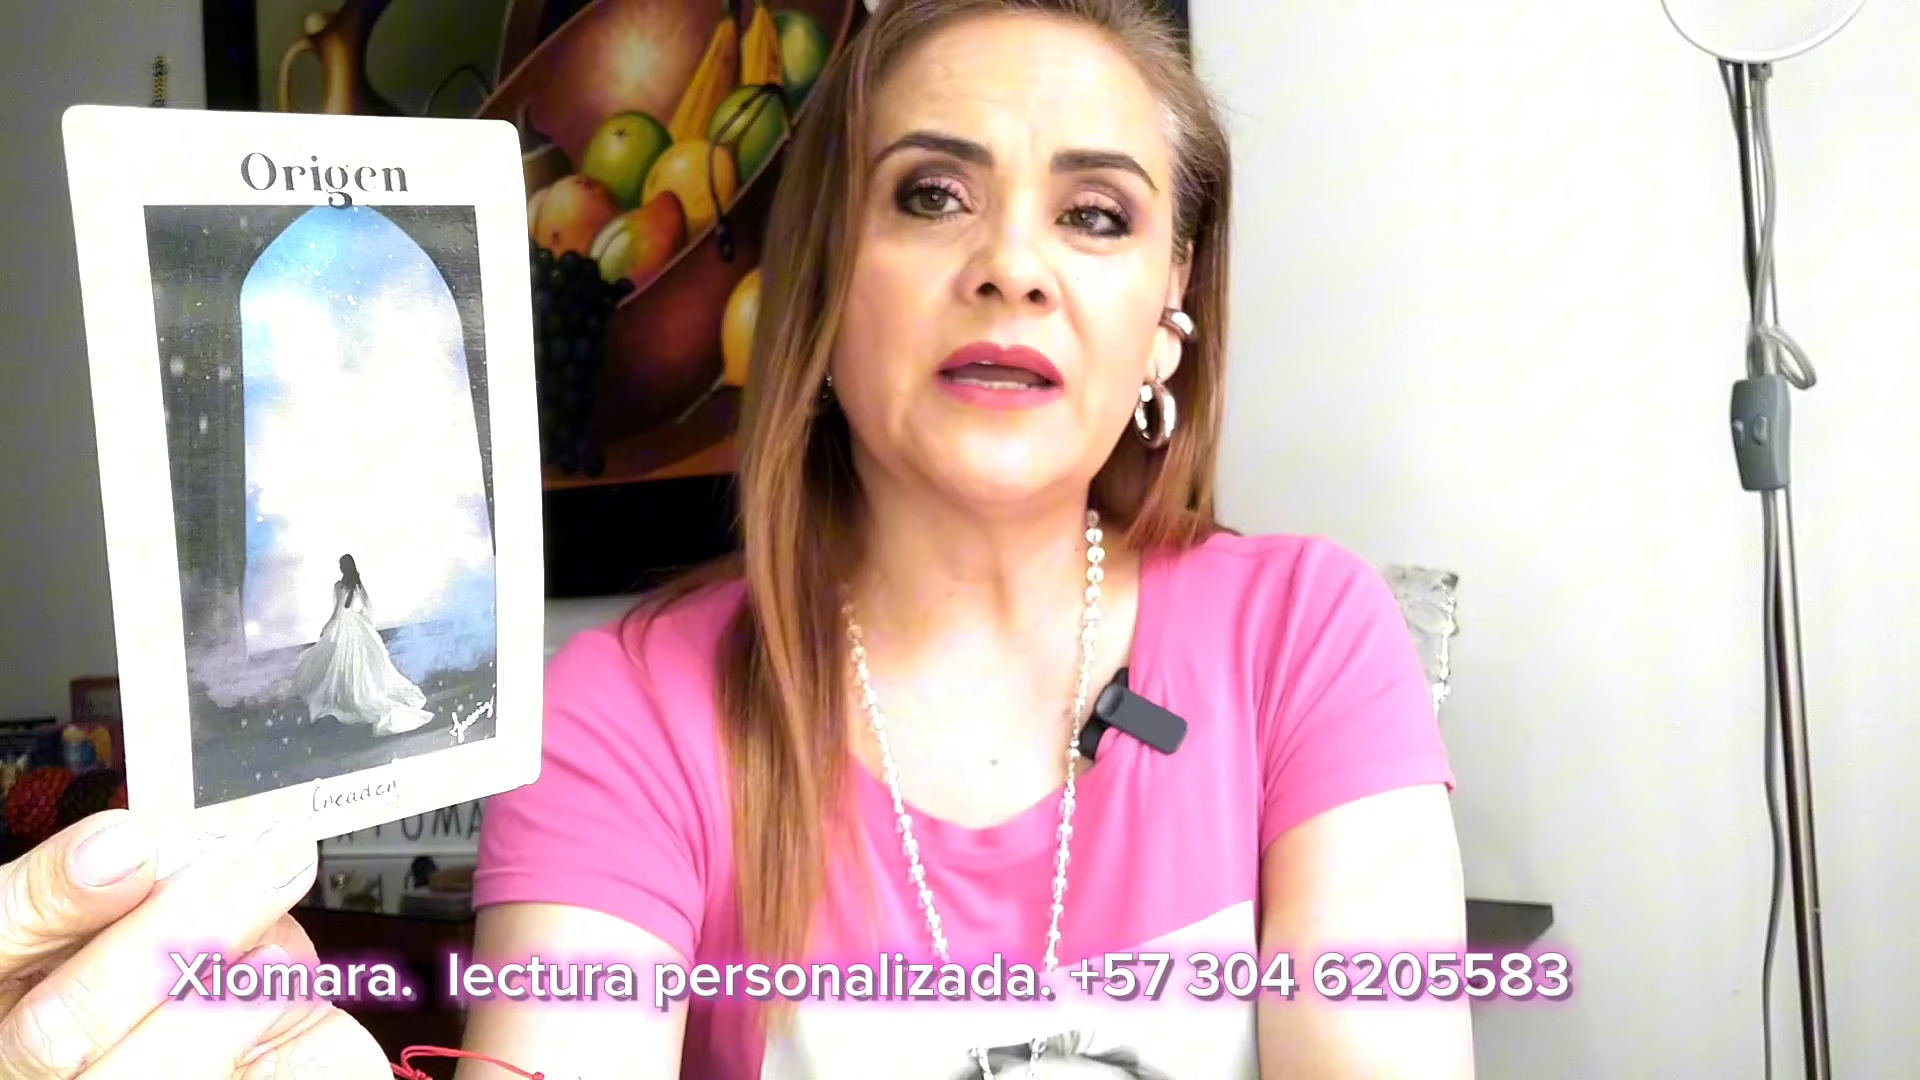 Origen
Creador
Xiomara. lectura personalizada. +57 304 6205583